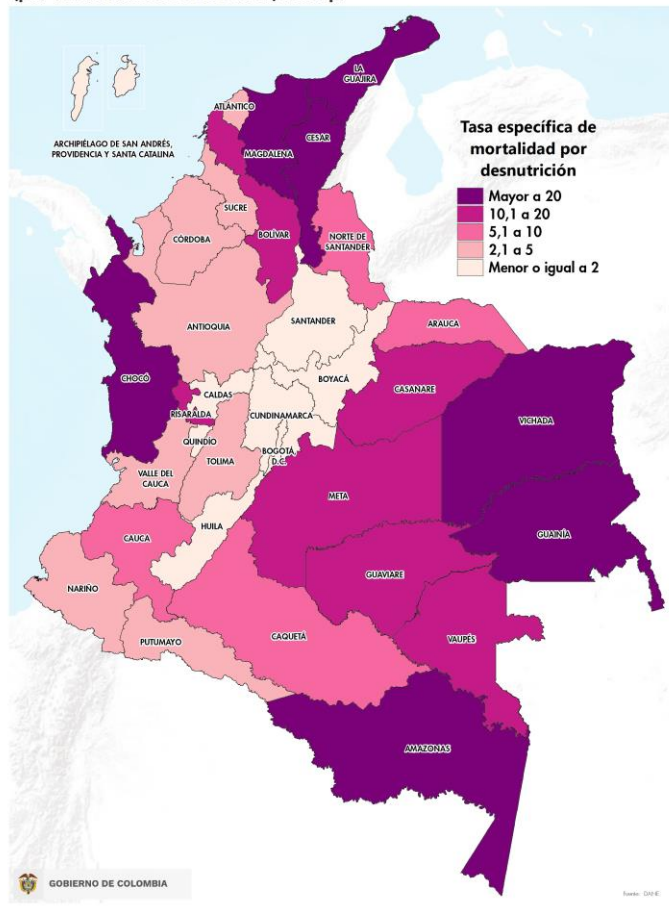 LA
GUAJIRA
ATLÁNTICO
ARCHIPIÉLAGO DE SAN ANDRÉS,
PROVIDENCIA Y SANTA CATALINA
MAGDALENA
CESAR
Tasa específica de
mortalidad por
desnutrición
Mayor a 20
10,1 a 20
5,1 a 10
2,1 a 5
Menor o igual a 2
SUCRE
CÓRDOBA
BOLÍVAR
NORTE DE
SANTANDER
ANTIOQUIA
SANTANDER
ARAUCA
CHOCÓ
BOYACÁ
CALDAS
CASANARE
RISARALDA
CUNDINAMARCA
VICHADA
QUINDÍO
BOGOTÁ
D.C.
TOLIMA
VALLE DEL
CAUCA
META
HUILA
GUAINÍA
CAUCA
GUAVIARE
NARIÑO
CAQUETÁ
VAUPÉS
PUTUMAYO
AMAZONAS
GOBIERNO DE COLOMBIA
Fuente: DANE